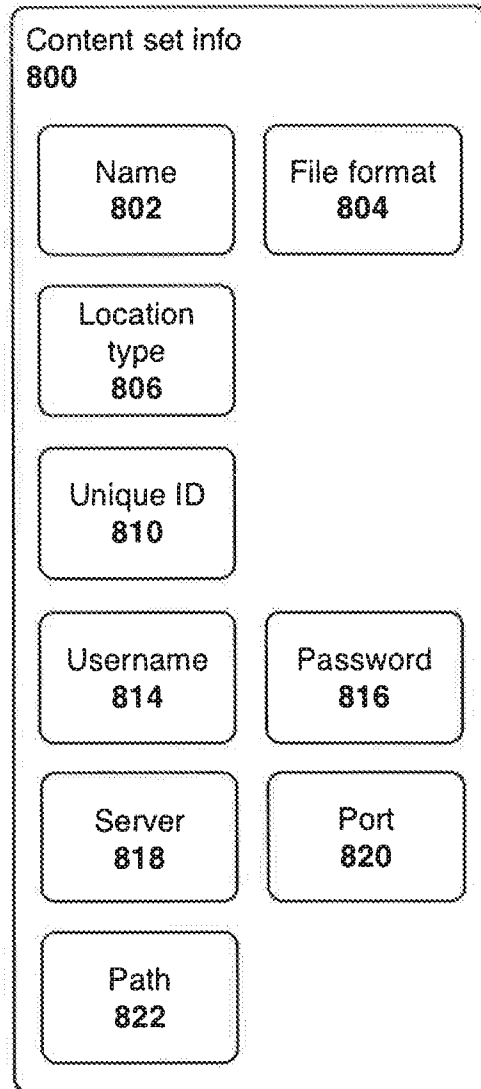 Content set info
800
Name
802
File format
804
Location
type
806
Unique ID
810
Username
814
Password
816
Server
818
Port
820
Path
822